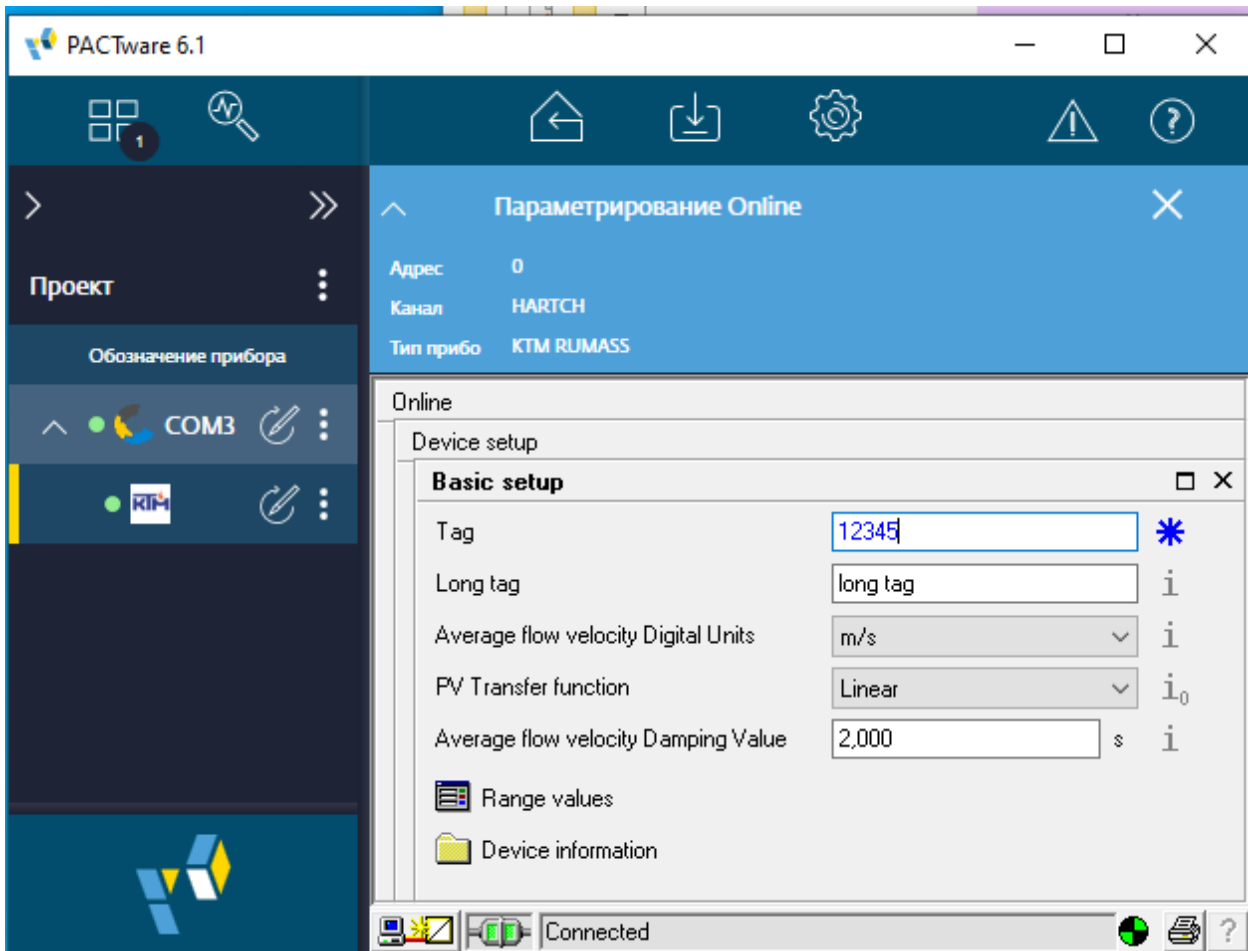 PACTware 6.1
1
Проект
Обозначение прибора
COM3
КТМ
Параметрирование Online
Адрес 0
Канал HARTCH
Тип прибо KTM RUMASS
Online
Device setup
Basic setup
Tag 12345
Long tag long tag
Average flow velocity Digital Units m/s
PV Transfer function Linear
Average flow velocity Damping Value 2,000 s
Range values
Device information
Connected